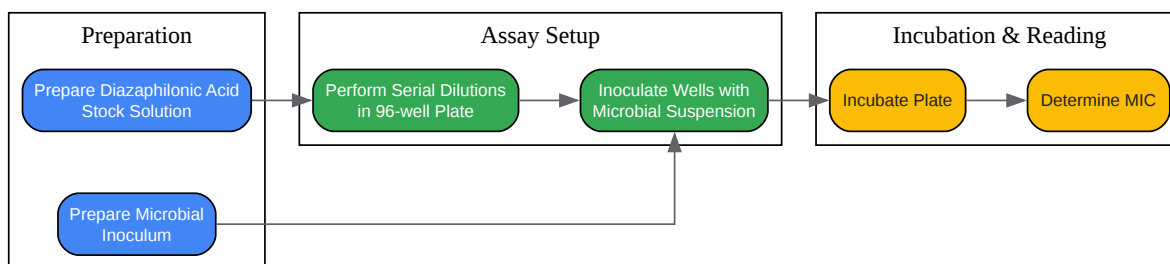 Preparation
Prepare Diazaphilonic Acid
Stock Solution
Prepare Microbial
Inoculum
Assay Setup
Perform Serial Dilutions
in 96-well Plate
Inoculate Wells with
Microbial Suspension
Incubation & Reading
Incubate Plate
Determine MIC